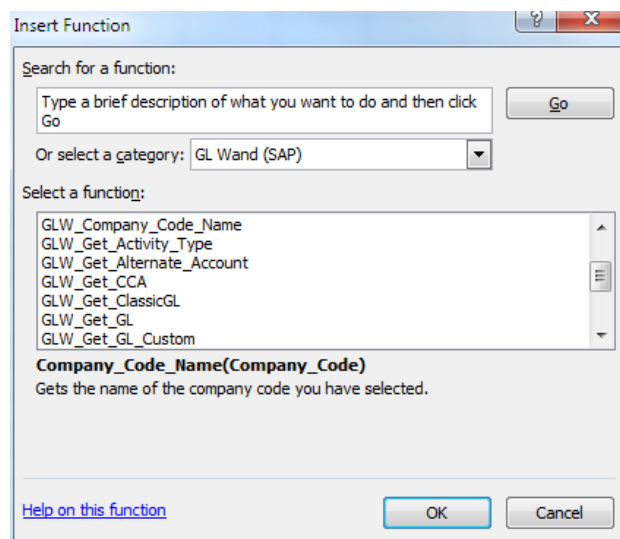 Insert Function
?
X
Search for a function:
Type a brief description of what you want to do and then click
Go
Go
Or select a category: GL Wand (SAP)
Select a function:
GLW_Company_Code_Name
GLW_Get_Activity_Type
GLW_Get_Alternate_Account
GLW_Get_CCA
GLW_Get_ClassicGL
GLW_Get_GL
GLW_Get_GL_Custom
Company_Code_Name(Company_Code)
Gets the name of the company code you have selected.
Help on this function
OK
Cancel